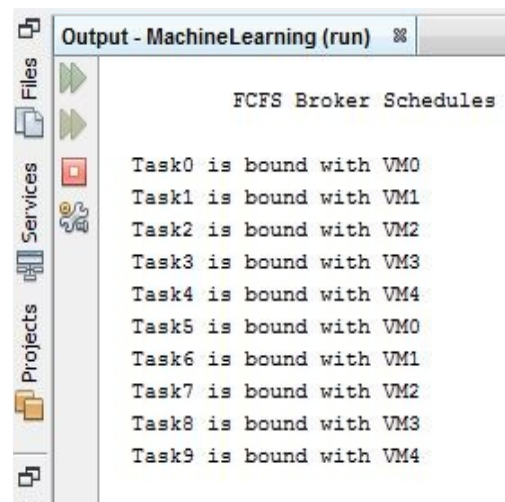 Output - MachineLearning (run)
Files
Services
Projects
FCFS Broker Schedules
Task0 is bound with VM0
Task1 is bound with VM1
Task2 is bound with VM2
Task3 is bound with VM3
Task4 is bound with VM4
Task5 is bound with VM0
Task6 is bound with VM1
Task7 is bound with VM2
Task8 is bound with VM3
Task9 is bound with VM4